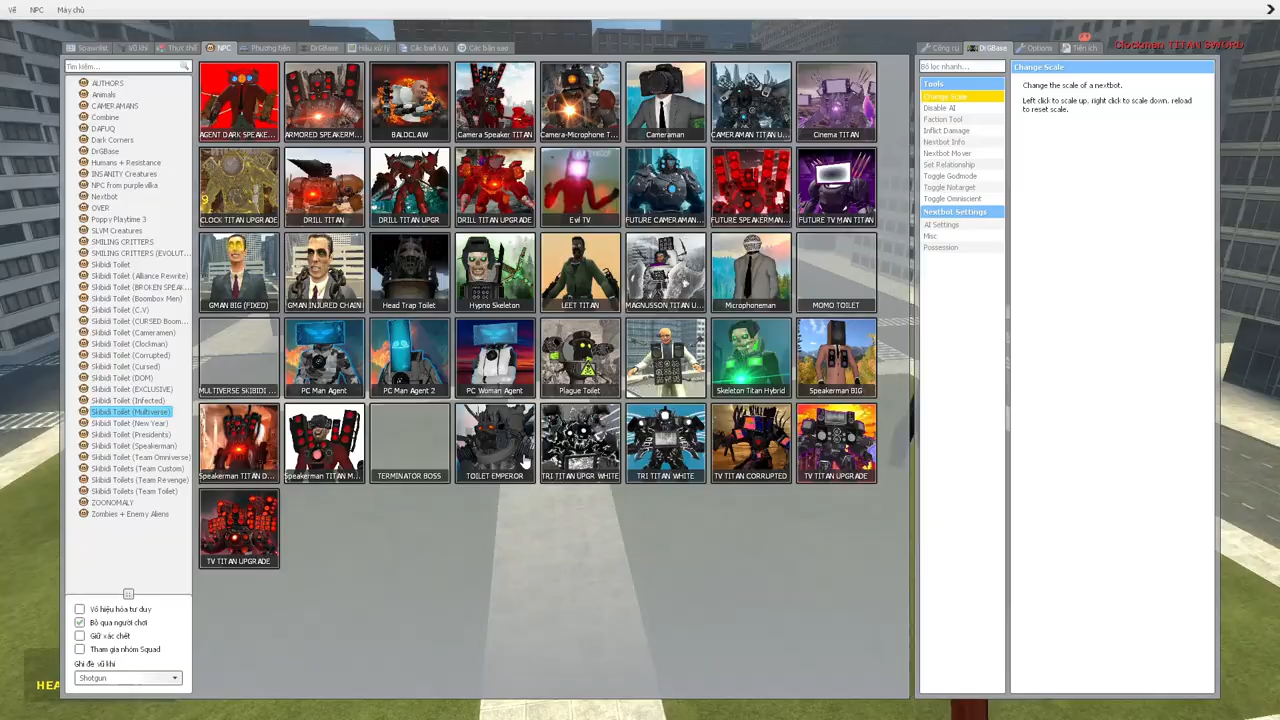 Vẽ NPC Máy chủ
Spawnlist Vũ khí Thực thể NPC Phương tiện DrGBase Hậu xử lý Các bản lưu Các bản sao
Công cụ DrGBase Options Tiện ích
Clockman TITAN SWORD
Tìm kiếm...
AUTHORS
Animals
CAMERAMANS
Combine
DAFUQ
Dark Corners
DrGBase
Humans + Resistance
INSANITY Creatures
NPC from purplevilka
Nextbot
OVER
Poppy Playtime 3
SLVM Creatures
SMILING CRITTERS
SMILING CRITTERS (EVOLUT...
Skibidi Toilet
Skibidi Toilet (Alliance Rewrite)
Skibidi Toilet (BROKEN SPEAK...
Skibidi Toilet (Boombox Men)
Skibidi Toilet (C.V)
Skibidi Toilet (CURSED Boom...
Skibidi Toilet (Cameramen)
Skibidi Toilet (Clockman)
Skibidi Toilet (Corrupted)
Skibidi Toilet (Cursed)
Skibidi Toilet (DOM)
Skibidi Toilet (EXCLUSIVE)
Skibidi Toilet (Infected)
Skibidi Toilet (Multiverse)
Skibidi Toilet (New Year)
Skibidi Toilet (Presidents)
Skibidi Toilet (Speakerman)
Skibidi Toilet (Team Omniverse)
Skibidi Toilets (Team Custom)
Skibidi Toilets (Team Revenge)
Skibidi Toilets (Team Toilet)
ZOONOMALY
Zombies + Enemy Aliens
Vô hiệu hóa tư duy
Bỏ qua người chơi
Giữ xác chết
Tham gia nhóm Squad
Ghi đè vũ khí
Shotgun
HEA
AGENT DARK SPEAKE... ARMORED SPEAKERM... BALDCLAW Camera Speaker TITAN Camera-Microphone T... Cameraman CAMERAMAN TITAN U... Cinema TITAN
CLOCK TITAN UPGRADE DRILL TITAN DRILL TITAN UPGR DRILL TITAN UPGRADE Evil TV FUTURE CAMERAMAN... FUTURE SPEAKERMAN... FUTURE TV MAN TITAN
GMAN BIG (FIXED) GMAN INJURED CHAIN Head Trap Toilet Hypno Skeleton LEET TITAN MAGNUSSON TITAN U... Microphoneman MOMO TOILET
MULTIVERSE SKIBIDI ... PC Man Agent PC Man Agent 2 PC Woman Agent Plague Toilet Skeleton Titan Hybrid Speakerman BIG
Speakerman TITAN D... Speakerman TITAN M... TERMINATOR BOSS TOILET EMPEROR TRI TITAN UPGR WHITE TRI TITAN WHITE TV TITAN CORRUPTED TV TITAN UPGRADE
TV TITAN UPGRADE
Bộ lọc nhanh...
Tools
Change Scale
Disable AI
Faction Tool
Inflict Damage
Nextbot Info
Nextbot Mover
Set Relationship
Toggle Godmode
Toggle Notarget
Toggle Omniscient
Nextbot Settings
AI Settings
Misc
Possession
Change Scale
Change the scale of a nextbot.
Left click to scale up, right click to scale down, reload
to reset scale.